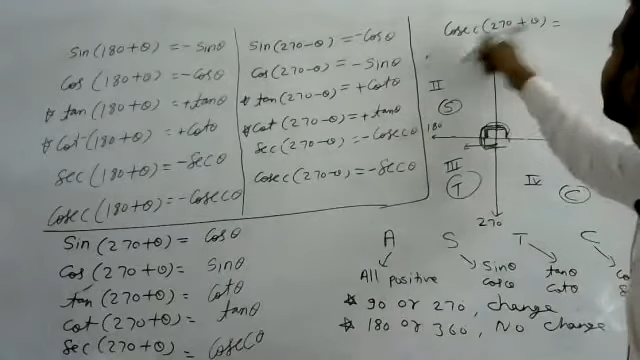 Sin(180+θ) = - Sinθ
Cos(180+θ) = - Cosθ
* tan(180+θ) = + tanθ
* Cot(180+θ) = + Cotθ
Sec(180+θ) = - Secθ
Cosec(180+θ) = - Cosecθ
Sin(270-θ) = - Cosθ
Cos(270-θ) = - Sinθ
* tan(270-θ) = + Cotθ
* Cot(270-θ) = + tanθ
Sec(270-θ) = - Cosecθ
Cosec(270-θ) = - Secθ
Sin(270+θ) = Cosθ
Cos(270+θ) = Sinθ
tan(270+θ) = Cotθ
Cot(270+θ) = tanθ
Sec(270+θ) = Cosecθ
Cosec(270+θ) =
II
S
180
III
T
IV
C
270
A S T C
All positive
Sinθ
Cosecθ
tanθ
Cotθ
* 90 or 270, change
* 180 or 360, No change